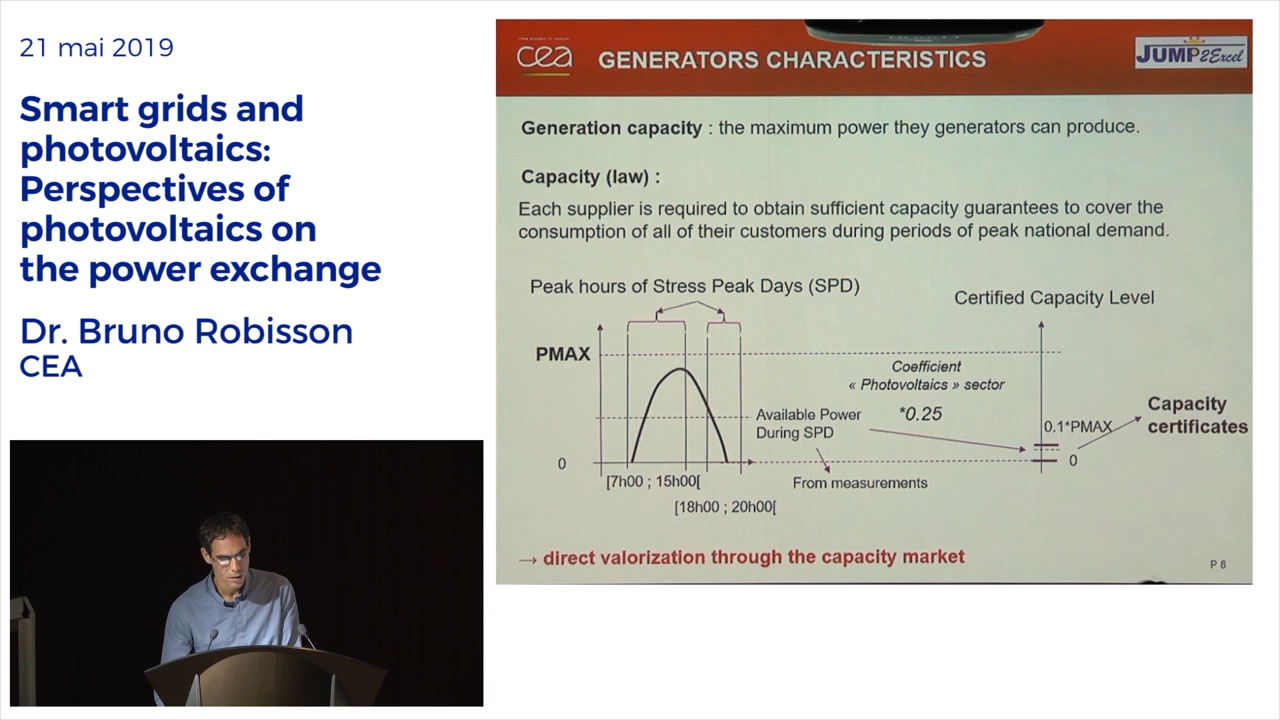 21 mai 2019
Smart grids and
photovoltaics:
Perspectives of
photovoltaics on
the power exchange
Dr. Bruno Robisson
CEA
cea
GENERATORS CHARACTERISTICS
JUMP2Excel
Generation capacity : the maximum power they generators can produce.
Capacity (law) :
Each supplier is required to obtain sufficient capacity guarantees to cover the
consumption of all of their customers during periods of peak national demand.
Peak hours of Stress Peak Days (SPD)
Certified Capacity Level
PMAX
Coefficient
« Photovoltaics » sector
*0.25
Available Power
During SPD
0.1*PMAX
Capacity
certificates
0
0
[7h00 ; 15h00[
From measurements
[18h00 ; 20h00[
→ direct valorization through the capacity market
P 8